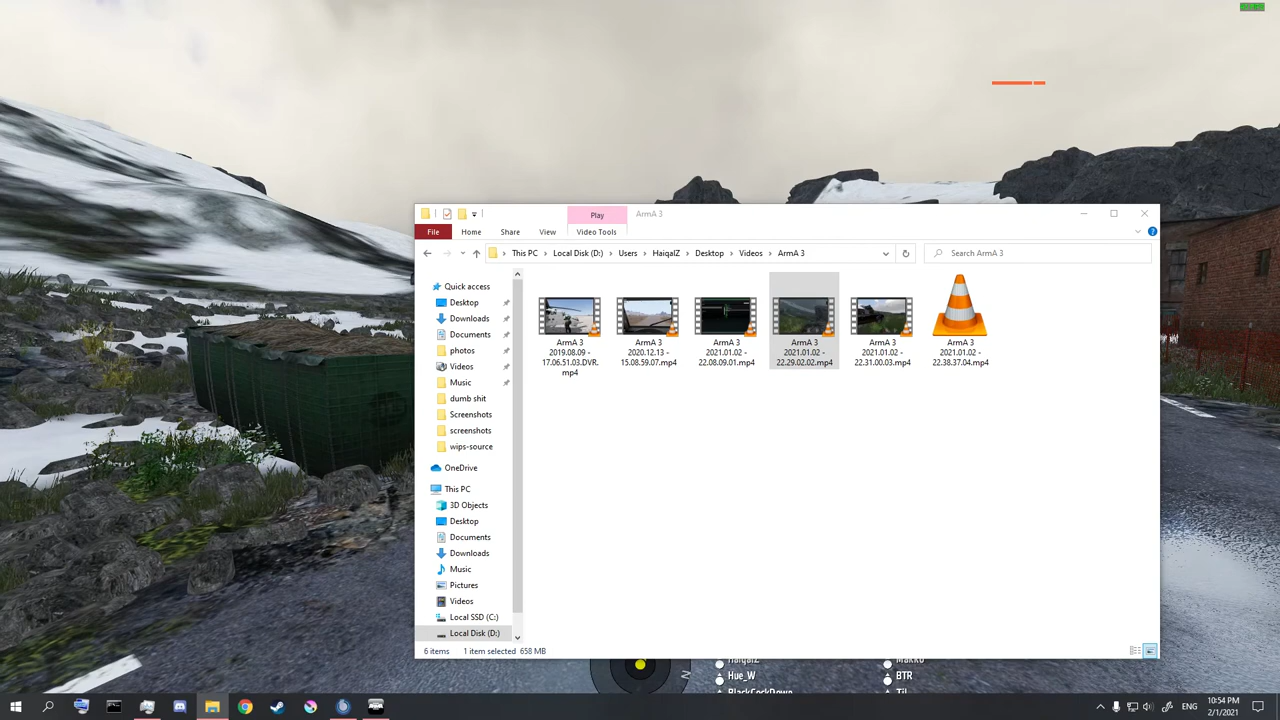 Play
ArmA 3
File
Home
Share
View
Video Tools
This PC
Local Disk (D:)
Users
HaiqalZ
Desktop
Videos
ArmA 3
Search ArmA 3
Quick access
Desktop
Downloads
Documents
photos
Videos
Music
dumb shit
Screenshots
screenshots
wips-source
OneDrive
This PC
3D Objects
Desktop
Documents
Downloads
Music
Pictures
Videos
Local SSD (C:)
Local Disk (D:)
ArmA 3
2019.08.09 -
17.06.51.03.DVR.
mp4
ArmA 3
2020.12.13 -
15.08.59.07.mp4
ArmA 3
2021.01.02 -
22.08.09.01.mp4
ArmA 3
2021.01.02 -
22.29.02.02.mp4
ArmA 3
2021.01.02 -
22.31.00.03.mp4
ArmA 3
2021.01.02 -
22.38.37.04.mp4
6 items
1 item selected 658 MB
HaiqalZ
Hue_W
BlackCockDown
Makko
BTR
N
ENG
10:54 PM
2/1/2021